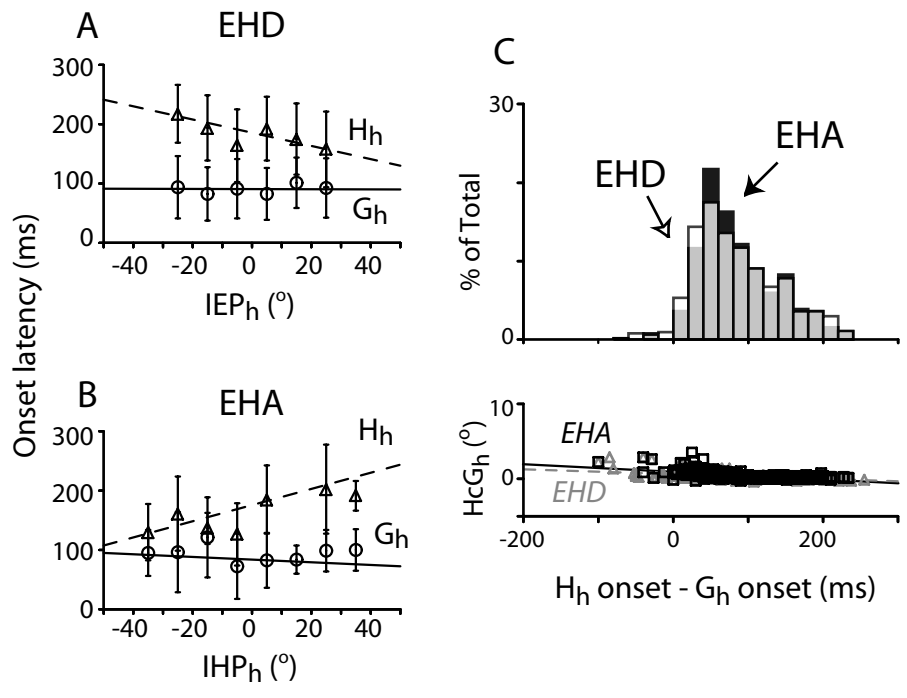 A
EHD
300
200
100
0
Hh
Gh
-40 -20 0 20 40
IEPh (o)
Onset latency (ms)
B
EHA
300
200
100
0
Hh
Gh
-40 -20 0 20 40
IHPh (o)
C
30
0
% of Total
EHD
EHA
10
0
HcGh (o)
EHA
EHD
-200 0 200
Hh onset - Gh onset (ms)